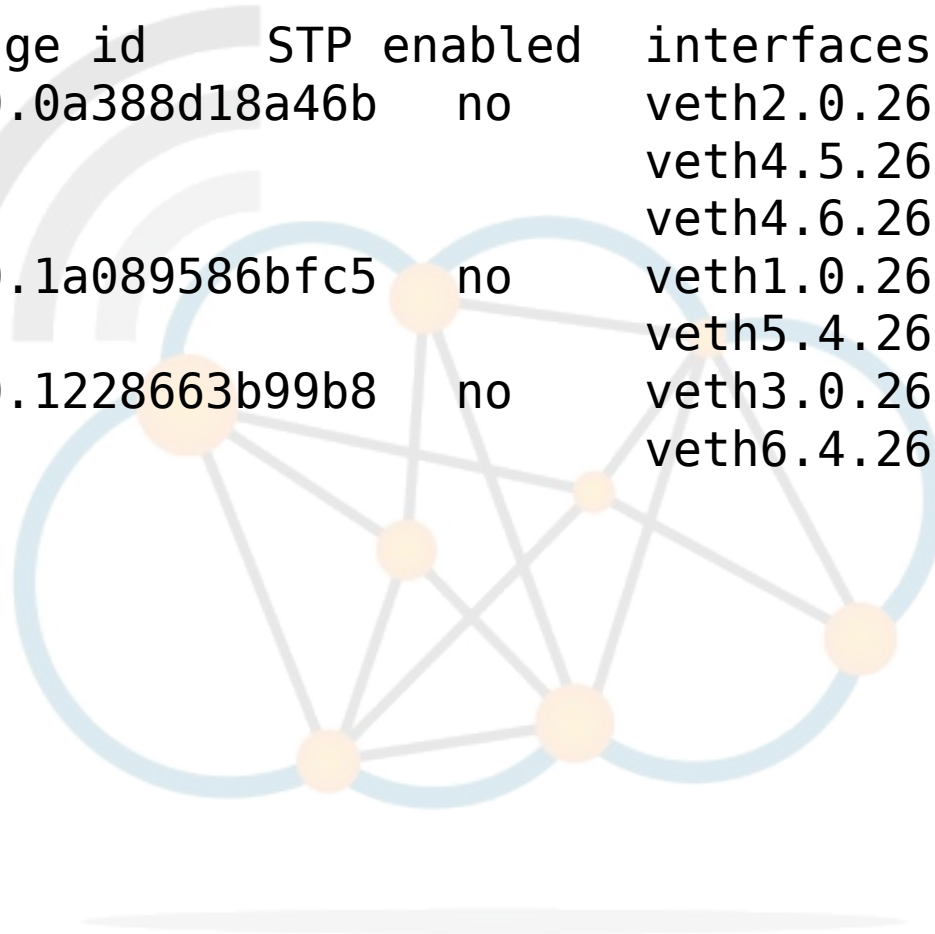 ge id STP enabled interfaces
.0a388d18a46b no veth2.0.26
veth4.5.26
veth4.6.26
.1a089586bfc5 no veth1.0.26
veth5.4.26
.1228663b99b8 no veth3.0.26
veth6.4.26